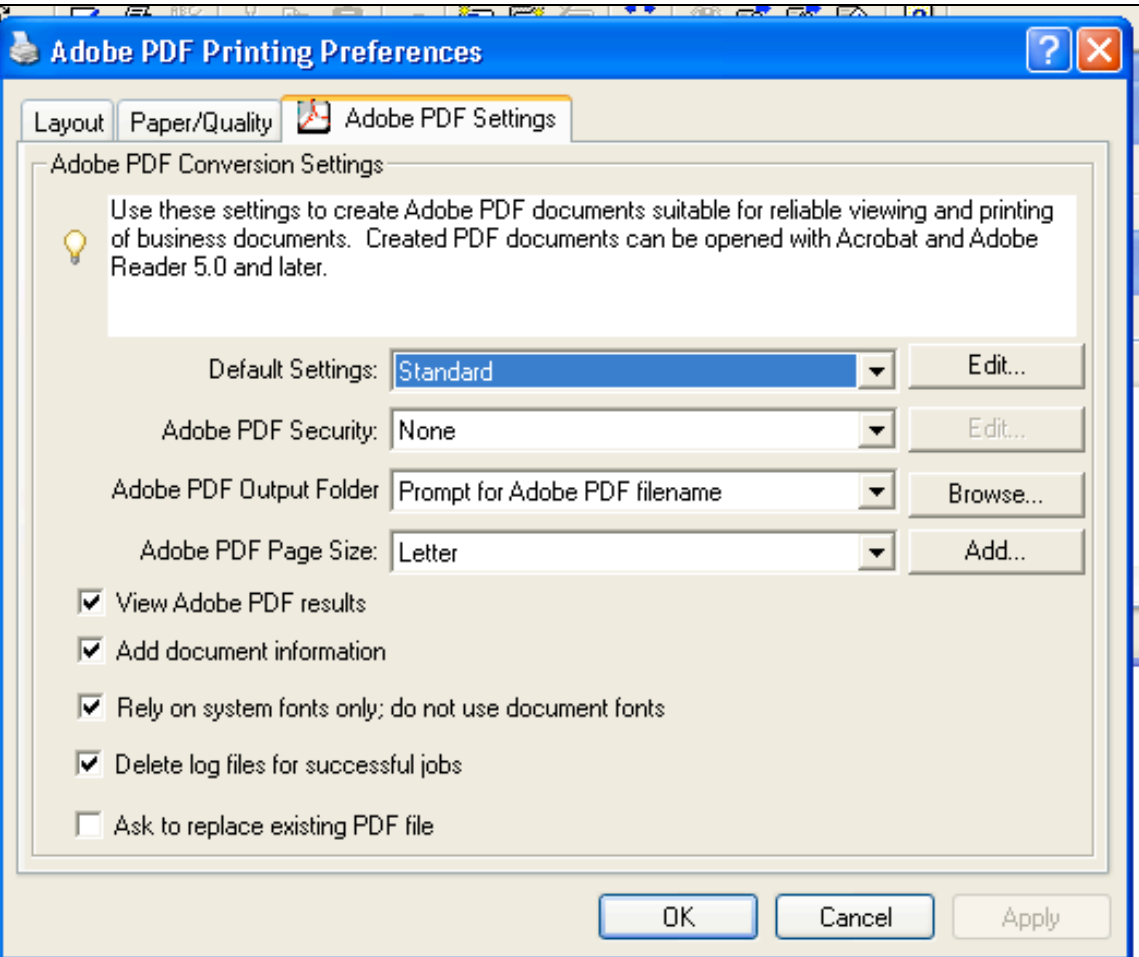 Adobe PDF Printing Preferences
Layout Paper/Quality Adobe PDF Settings
Adobe PDF Conversion Settings
Use these settings to create Adobe PDF documents suitable for reliable viewing and printing
of business documents. Created PDF documents can be opened with Acrobat and Adobe
Reader 5.0 and later.
Default Settings: Standard Edit...
Adobe PDF Security: None Edit...
Adobe PDF Output Folder Prompt for Adobe PDF filename Browse...
Adobe PDF Page Size: Letter Add...
View Adobe PDF results
Add document information
Rely on system fonts only; do not use document fonts
Delete log files for successful jobs
Ask to replace existing PDF file
OK Cancel Apply